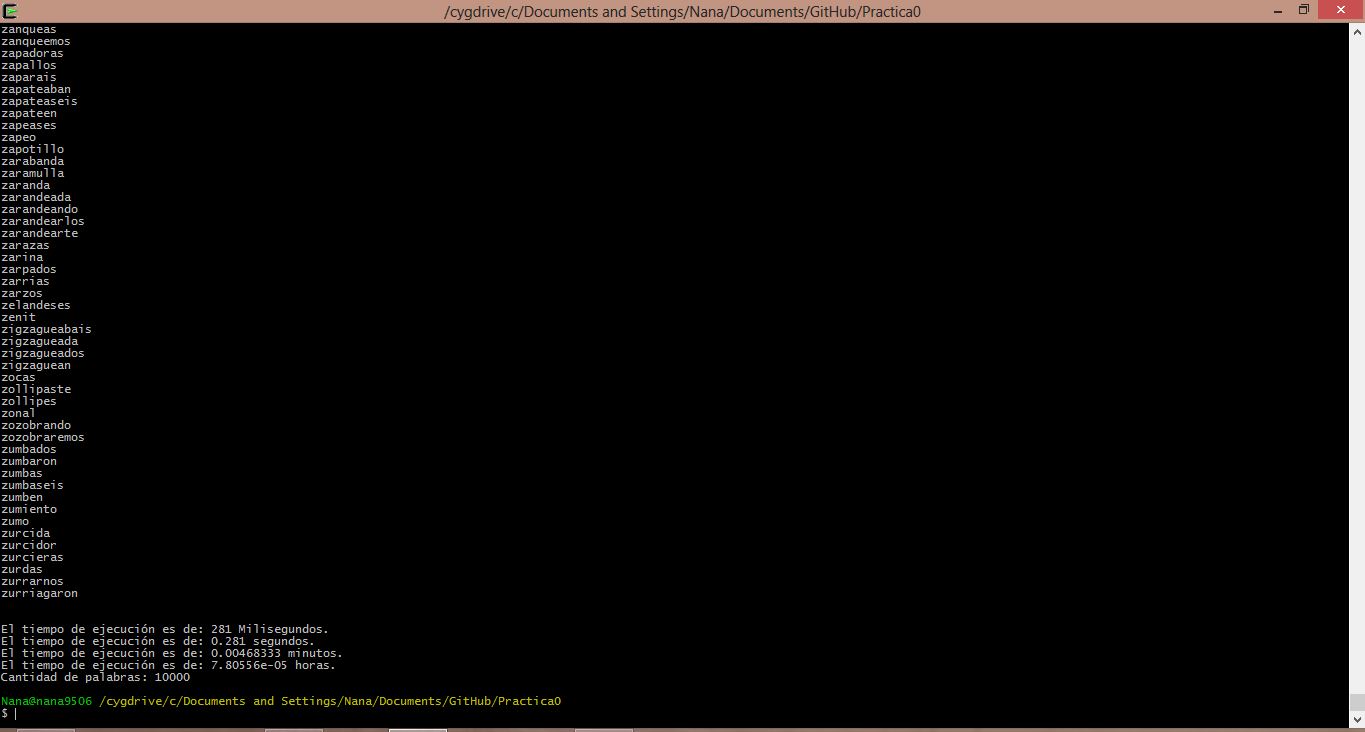 /cygdrive/c/Documents and Settings/Nana/Documents/GitHub/Practica0
zanqueas
zanqueemos
zapadoras
zapallos
zaparais
zapateaban
zapateaseis
zapateen
zapeases
zapeo
zapotillo
zarabanda
zaramulla
zaranda
zarandeada
zarandeando
zarandearlos
zarandearte
zarazas
zarina
zarpados
zarrias
zarzos
zelandeses
zenit
zigzagueabais
zigzagueada
zigzagueados
zigzaguean
zocas
zollipaste
zollipes
zonal
zozobrando
zozobraremos
zumbados
zumbaron
zumbas
zumbaseis
zumben
zumiento
zumo
zurcida
zurcidor
zurcieras
zurdas
zurrarnos
zurriagaron
El tiempo de ejecución es de: 281 Milisegundos.
El tiempo de ejecución es de: 0.281 segundos.
El tiempo de ejecución es de: 0.00468333 minutos.
El tiempo de ejecución es de: 7.80556e-05 horas.
Cantidad de palabras: 10000
Nana@nana9506 /cygdrive/c/Documents and Settings/Nana/Documents/GitHub/Practica0
$